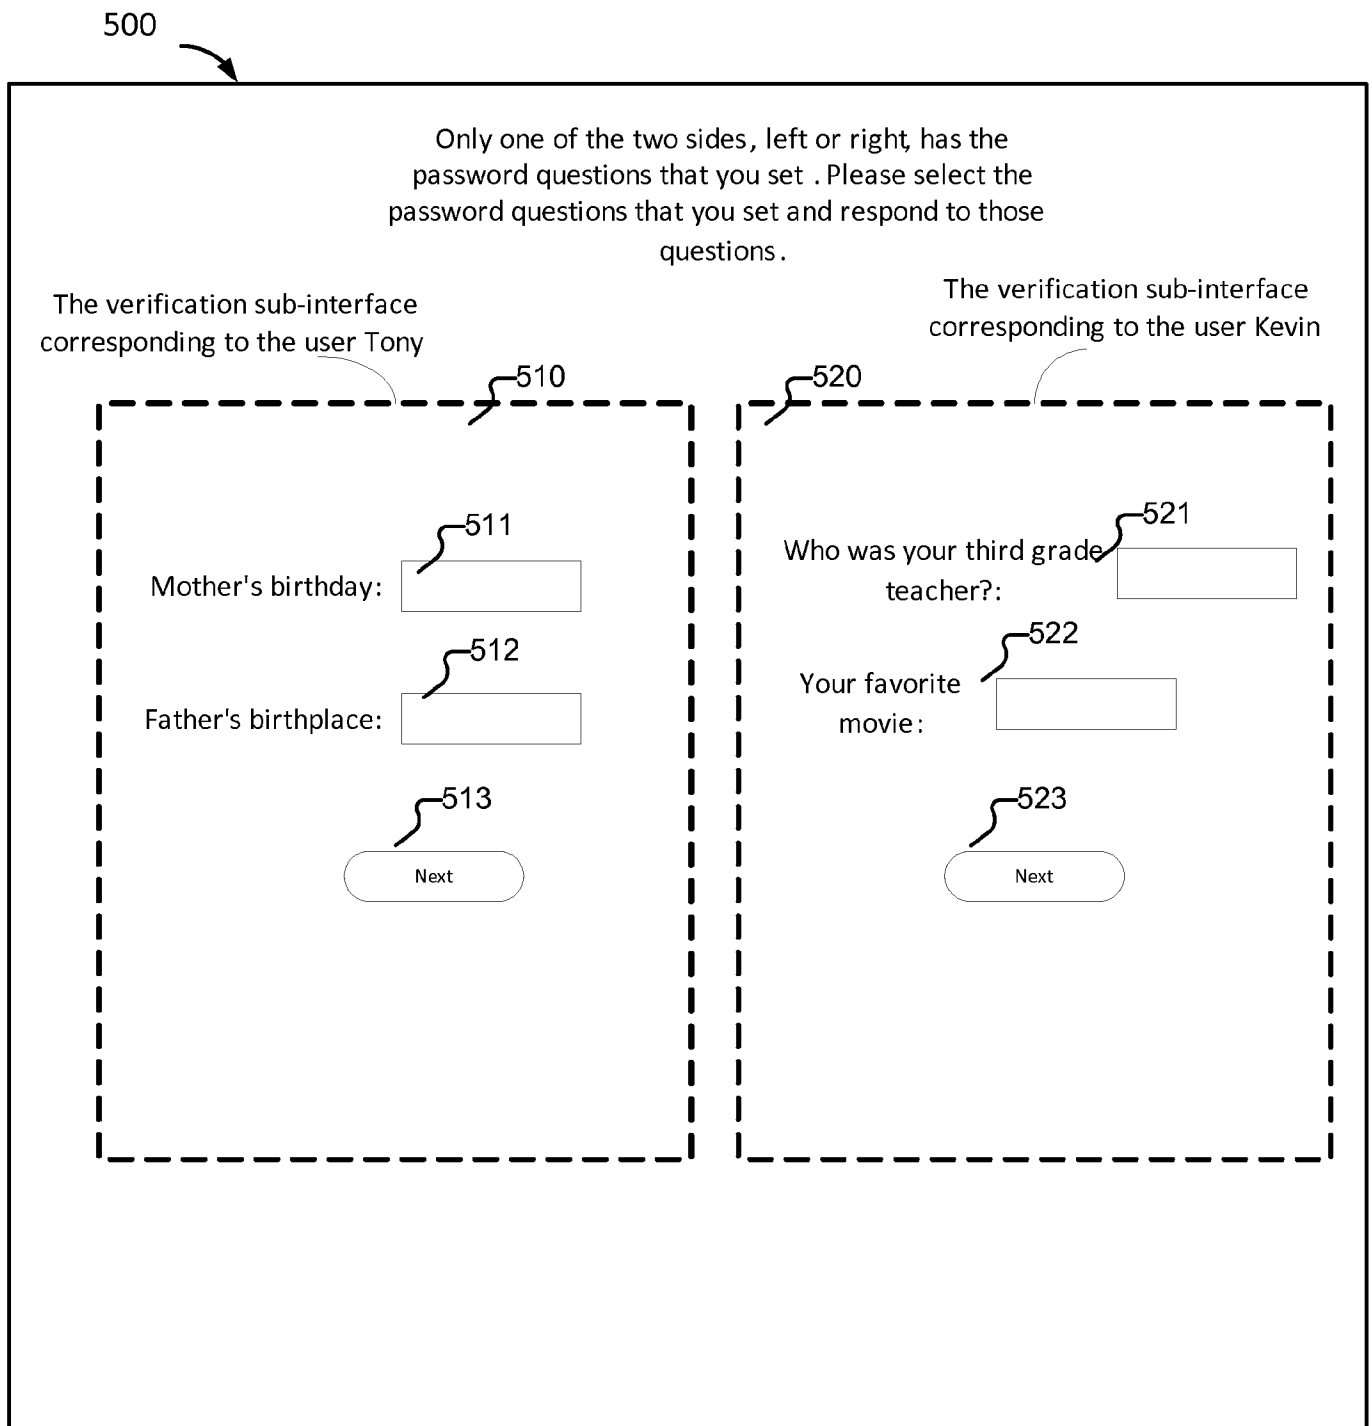 500
Only one of the two sides, left or right, has the
password questions that you set . Please select the
password questions that you set and respond to those
questions.
The verification sub-interface
corresponding to the user Tony
The verification sub-interface
corresponding to the user Kevin
510
520
511
Mother's birthday:
512
Father's birthplace:
513
Next
521
Who was your third grade
teacher?:
522
Your favorite
movie:
523
Next